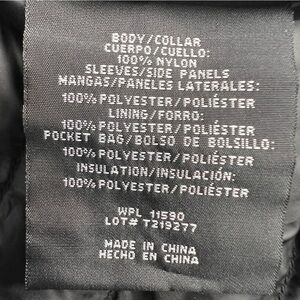 BODY/COLLAR
CUERPO/CUELLO:
100% NYLON
SLEEVES/SIDE PANELS
MANGAS/PANELES LATERALES:
100% POLYESTER/POLIÉSTER
LINING/FORRO:
100% POLYESTER/POLIÉSTER
POCKET BAG/BOLSO DE BOLSILLO:
100% POLYESTER/POLIÉSTER
INSULATION/INSULACIÓN:
100% POLYESTER/POLIÉSTER
WPL 11590
LOT# T219277
MADE IN CHINA
HECHO EN CHINA